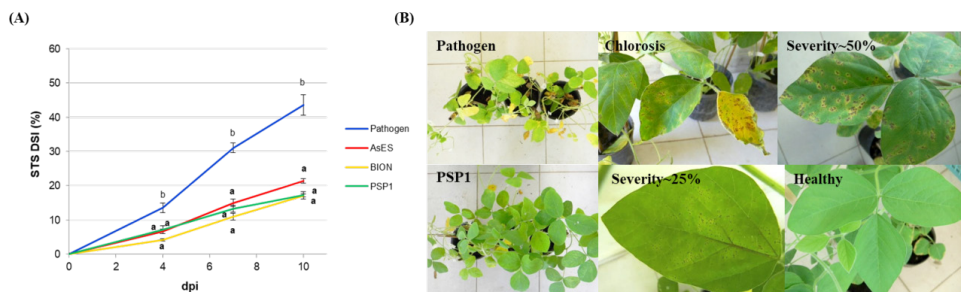 (A)
(B)
60
50
40
30
20
10
0
STS DSI (%)
b
b
b
a
a
a
a
a
a
a
a
a
0
2
4
6
8
10
dpi
Pathogen
AsES
BION
PSP1
Pathogen
Chlorosis
Severity~50%
PSP1
Severity~25%
Healthy